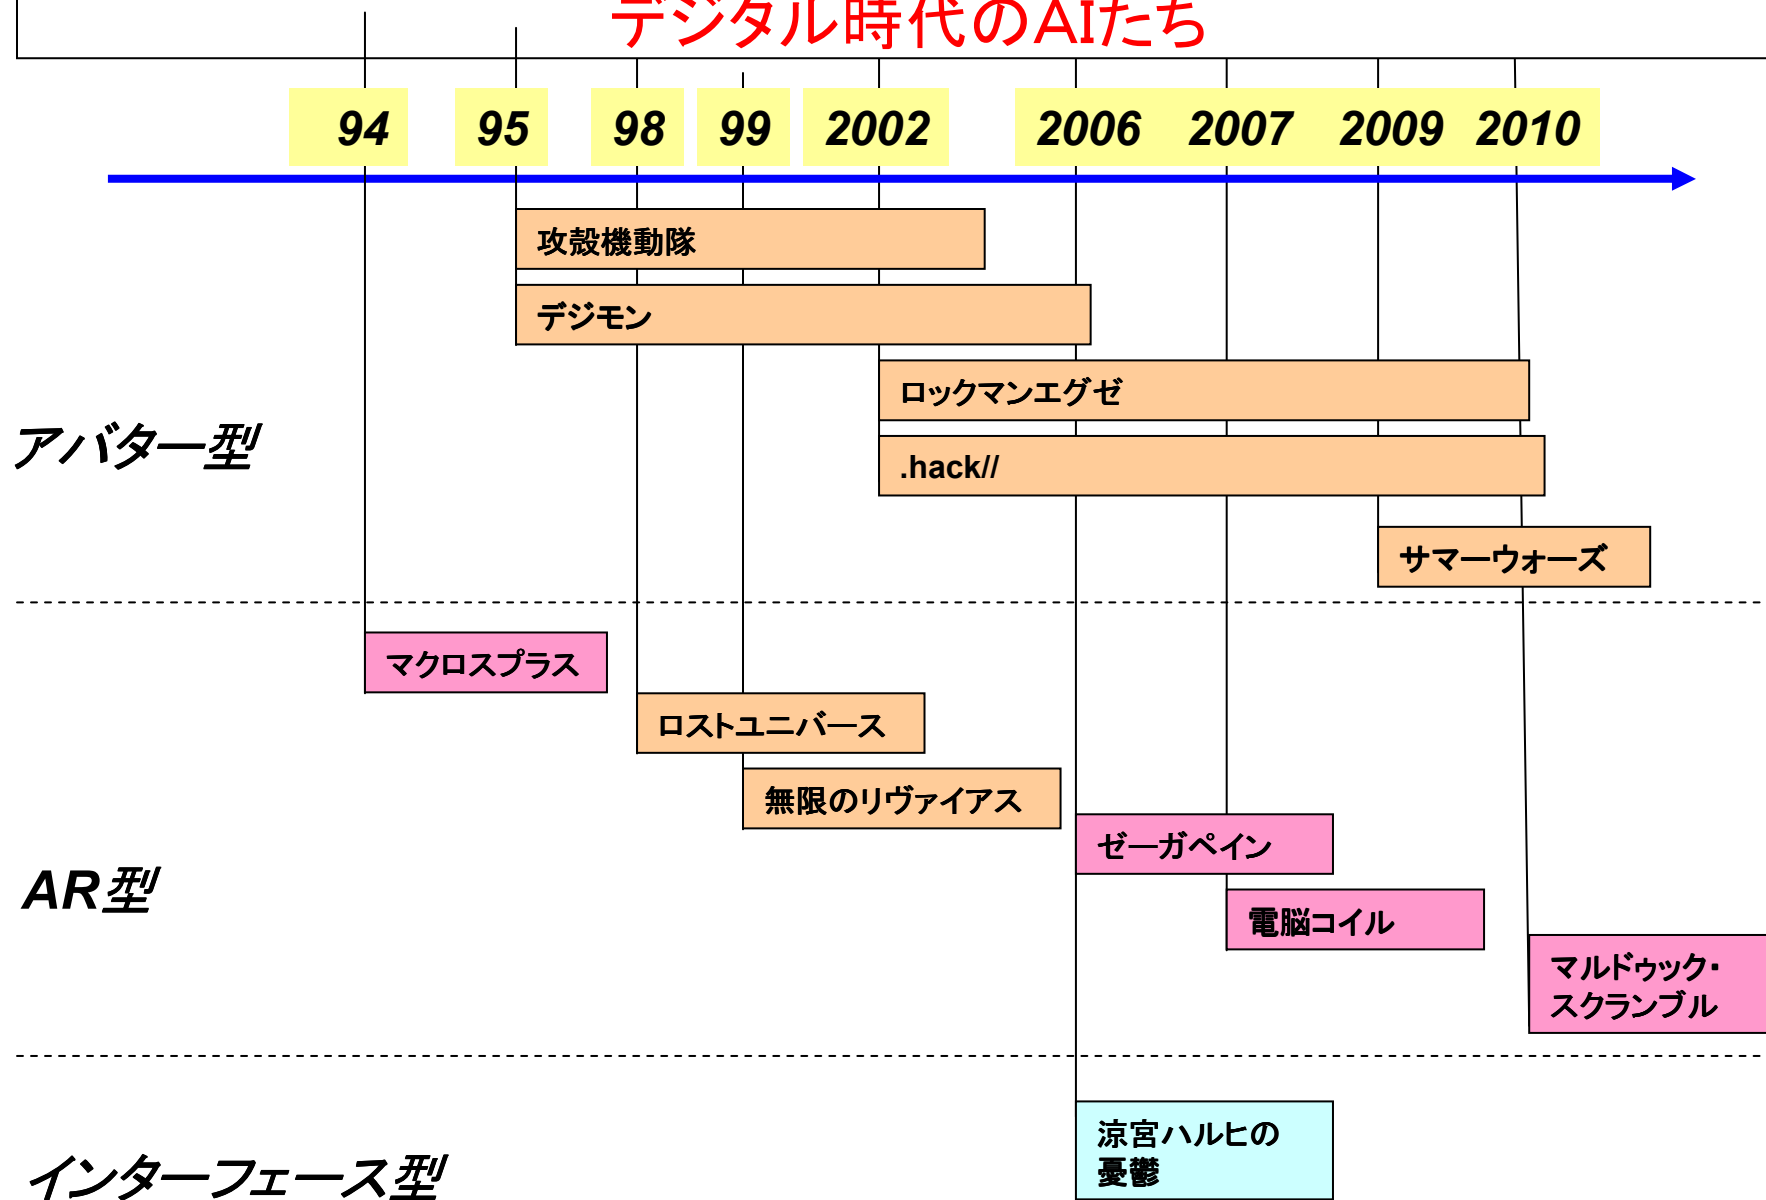 デジタル時代のAIたち
94 95 98 99 2002 2006 2007 2009 2010
攻殻機動隊
デジモン
ロックマンエグゼ
アバター型
.hack//
サマーウォーズ
マクロスプラス
ロストユニバース
無限のリヴァイアス
ゼーガペイン
AR型
電脳コイル
マルドゥック・
スクランブル
涼宮ハルヒの
憂鬱
インターフェース型